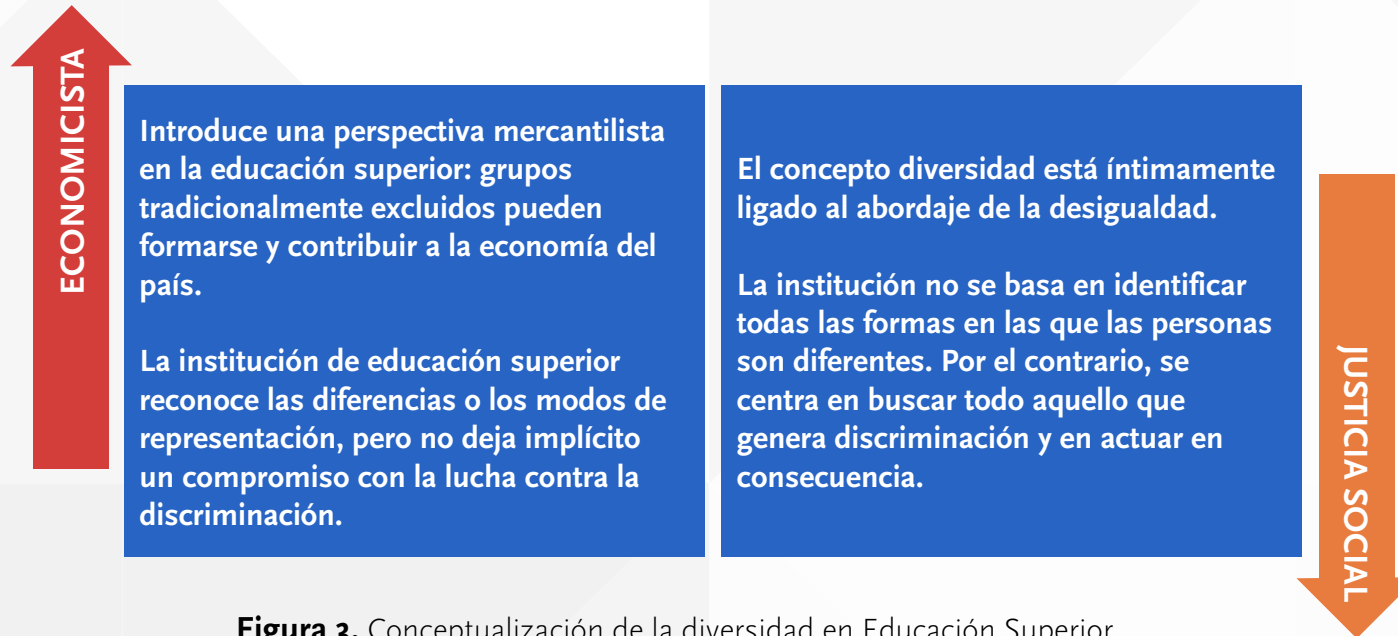 ECONOMICISTA
Introduce una perspectiva mercantilista
en la educación superior: grupos
tradicionalmente excluidos pueden
formarse y contribuir a la economía del
país.
La institución de educación superior
reconoce las diferencias o los modos de
representación, pero no deja implícito
un compromiso con la lucha contra la
discriminación.
El concepto diversidad está íntimamente
ligado al abordaje de la desigualdad.
La institución no se basa en identificar
todas las formas en las que las personas
son diferentes. Por el contrario, se
centra en buscar todo aquello que
genera discriminación y en actuar en
consecuencia.
JUSTICIA SOCIAL
Figura 3. Conceptualización de la diversidad en Educación Superior